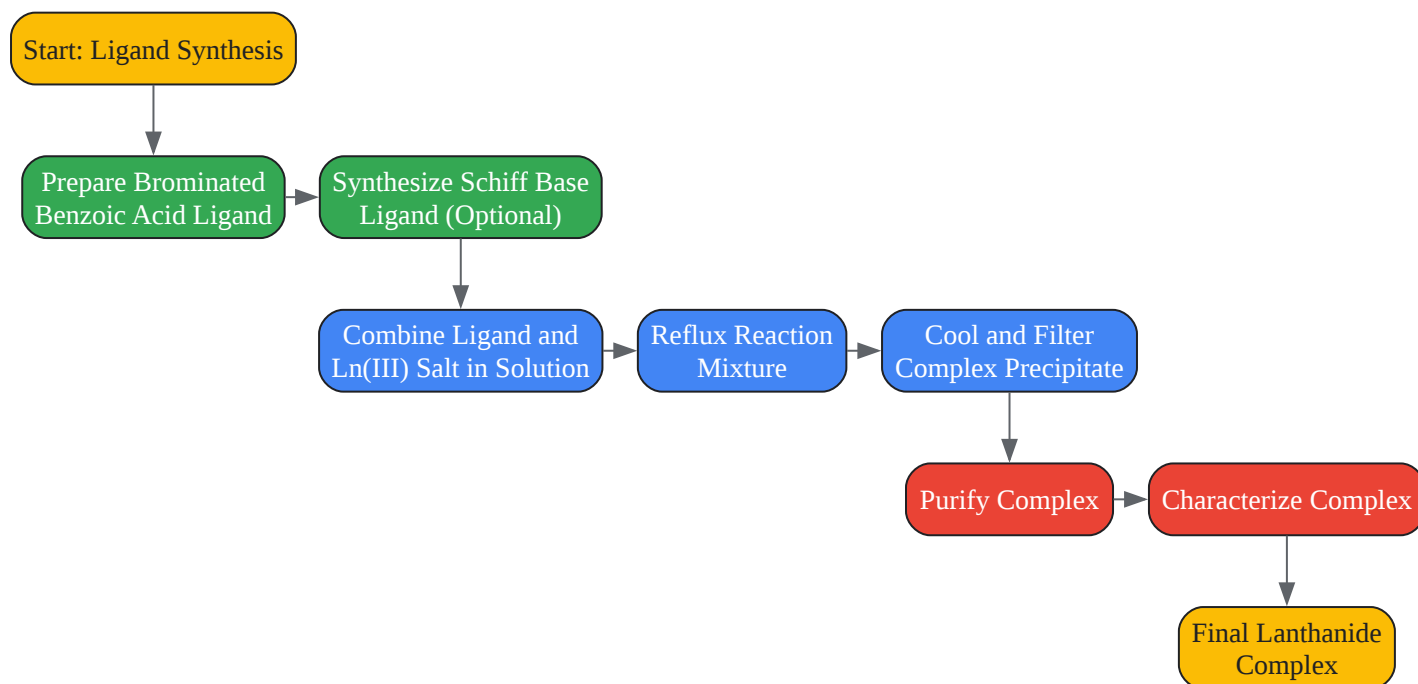 Start: Ligand Synthesis
Prepare Brominated
Benzoic Acid Ligand
Synthesize Schiff Base
Ligand (Optional)
Combine Ligand and
Ln(III) Salt in Solution
Reflux Reaction
Mixture
Cool and Filter
Complex Precipitate
Purify Complex
Characterize Complex
Final Lanthanide
Complex